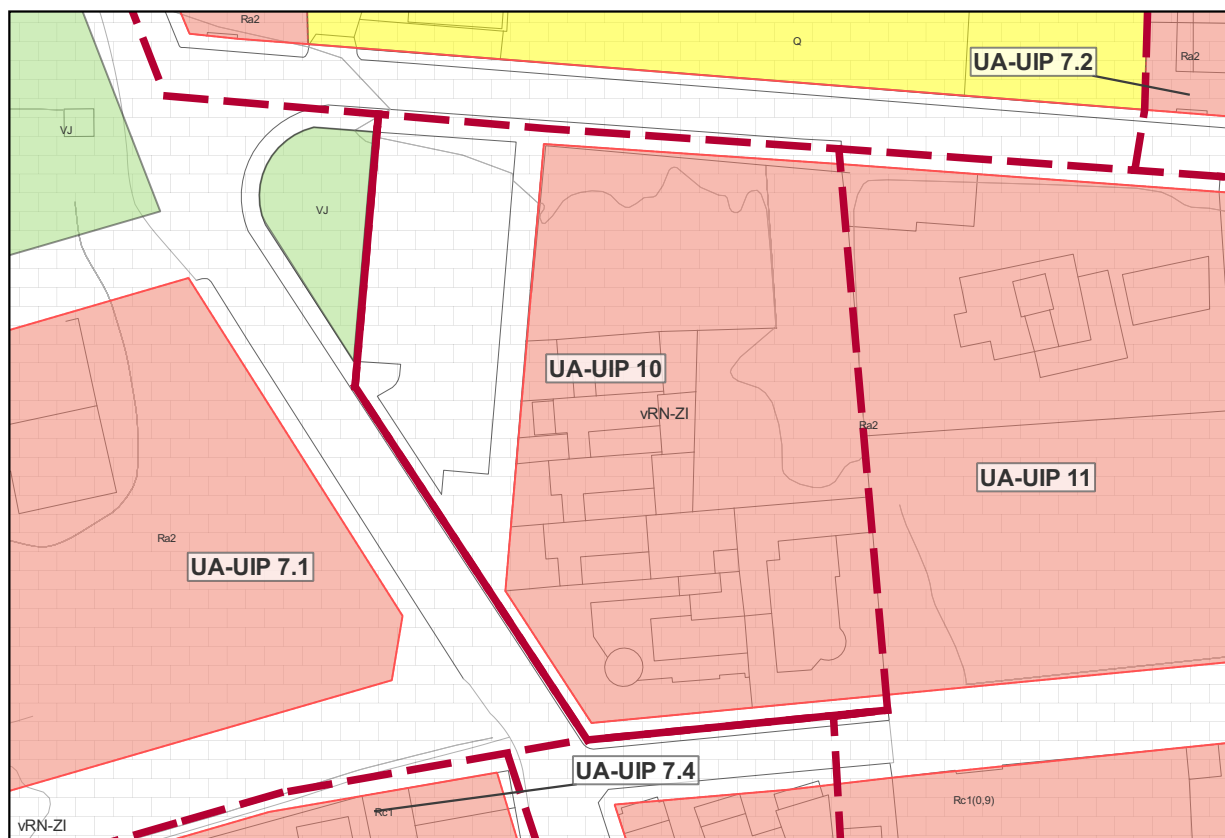 Ra2
Q
UA-UIP 7.2
Ra2
VJ
VJ
UA-UIP 10
vRN-ZI
Ra2
UA-UIP 11
Ra2
UA-UIP 7.1
UA-UIP 7.4
Rc1
Rc1(0,9)
vRN-ZI